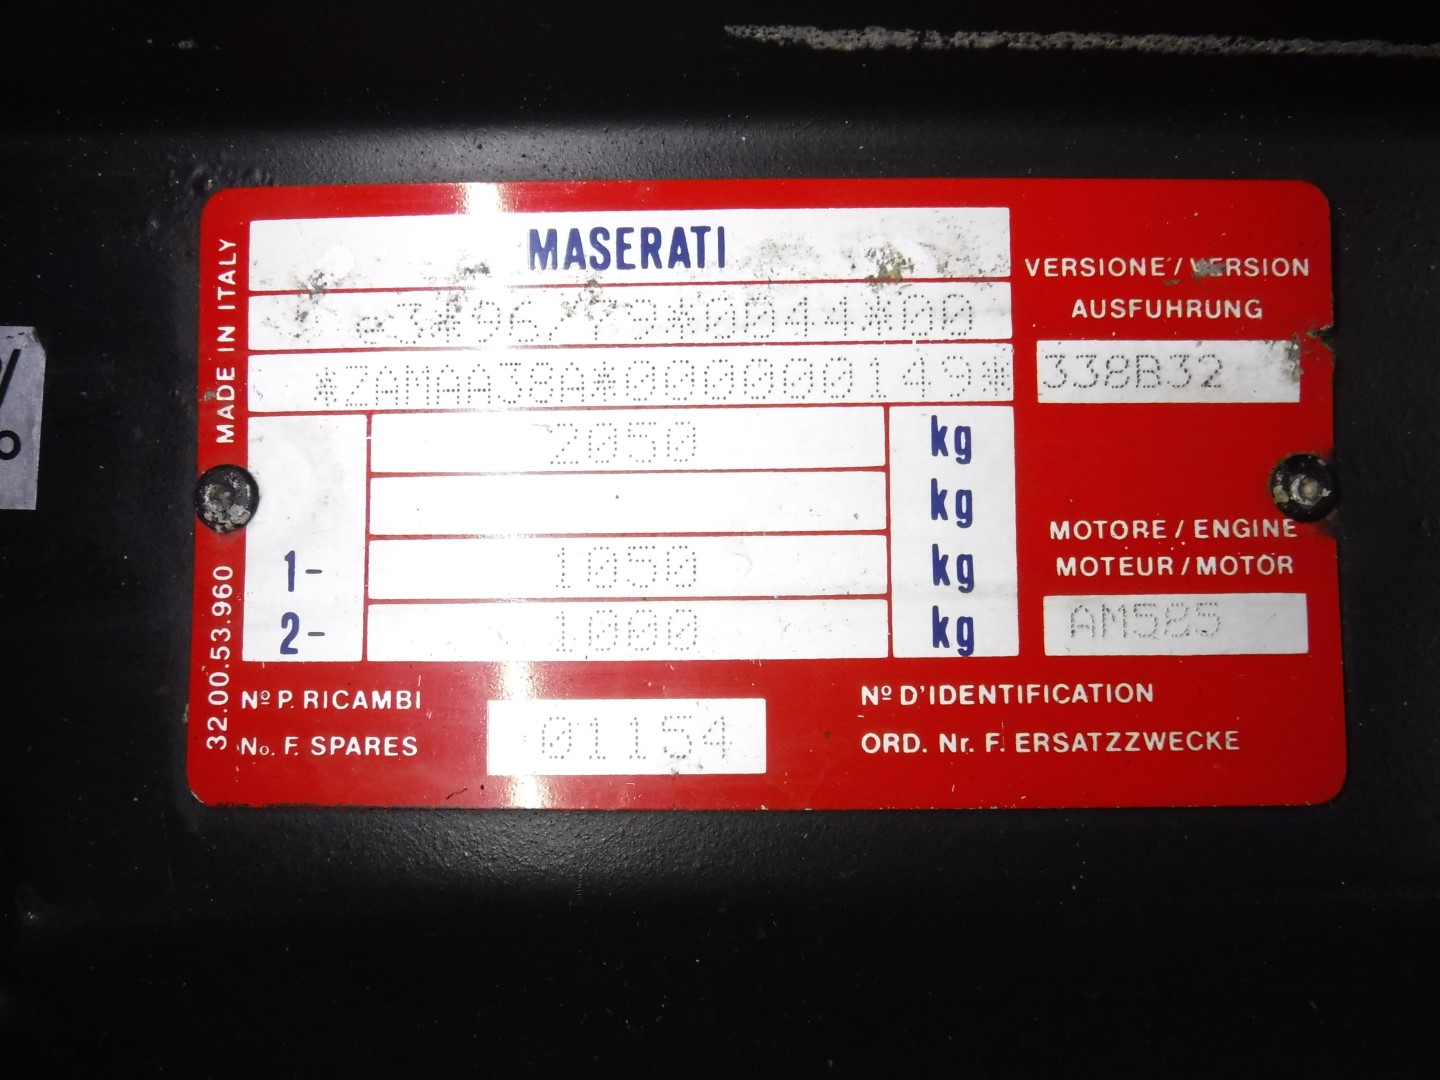 MASERATI
e3*96/79*0044*00
*ZAMAA38A*000000149*
2050 kg
kg
1- 1050 kg
2- 1000 kg
MADE IN ITALY
32.00.53.960
VERSIONE / VERSION
AUSFUHRUNG
338B32
MOTORE / ENGINE
MOTEUR / MOTOR
AM585
Nº P. RICAMBI
No. F. SPARES
01154
Nº D'IDENTIFICATION
ORD. Nr. F. ERSATZZWECKE
%